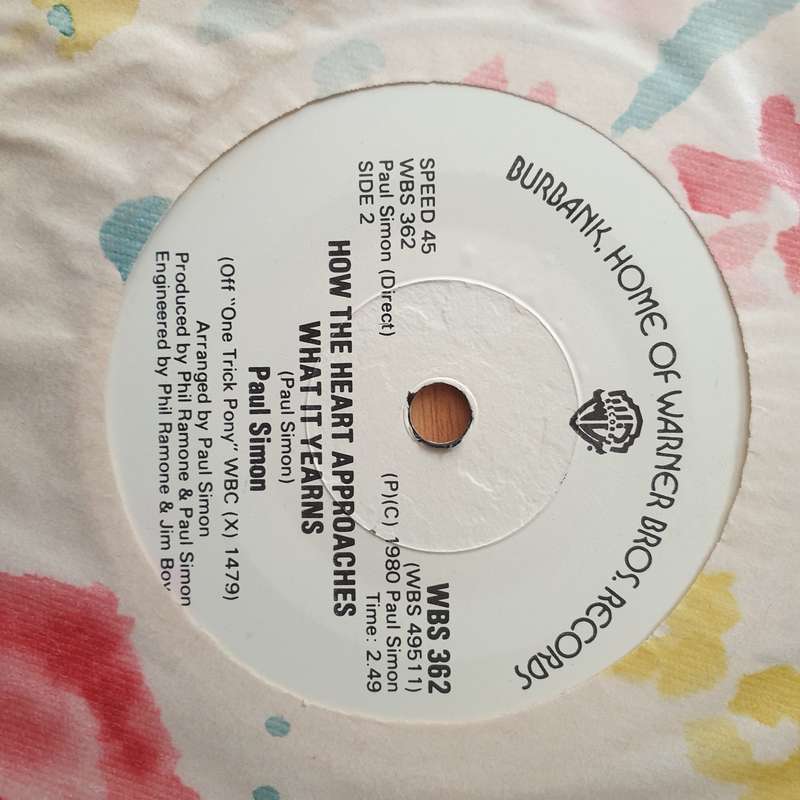 BURBANK, HOME OF WARNER BROS. RECORDS
SPEED 45
WBS 362
Paul Simon (Direct)
SIDE 2
WBS 362
(WBS 49511)
(P)(C) 1980 Paul Simon
Time: 2.49
HOW THE HEART APPROACHES
WHAT IT YEARNS
(Paul Simon)
Paul Simon
(Off "One Trick Pony" WBC (X) 1479)
Arranged by Paul Simon
Produced by Phil Ramone & Paul Simon
Engineered by Phil Ramone & Jim